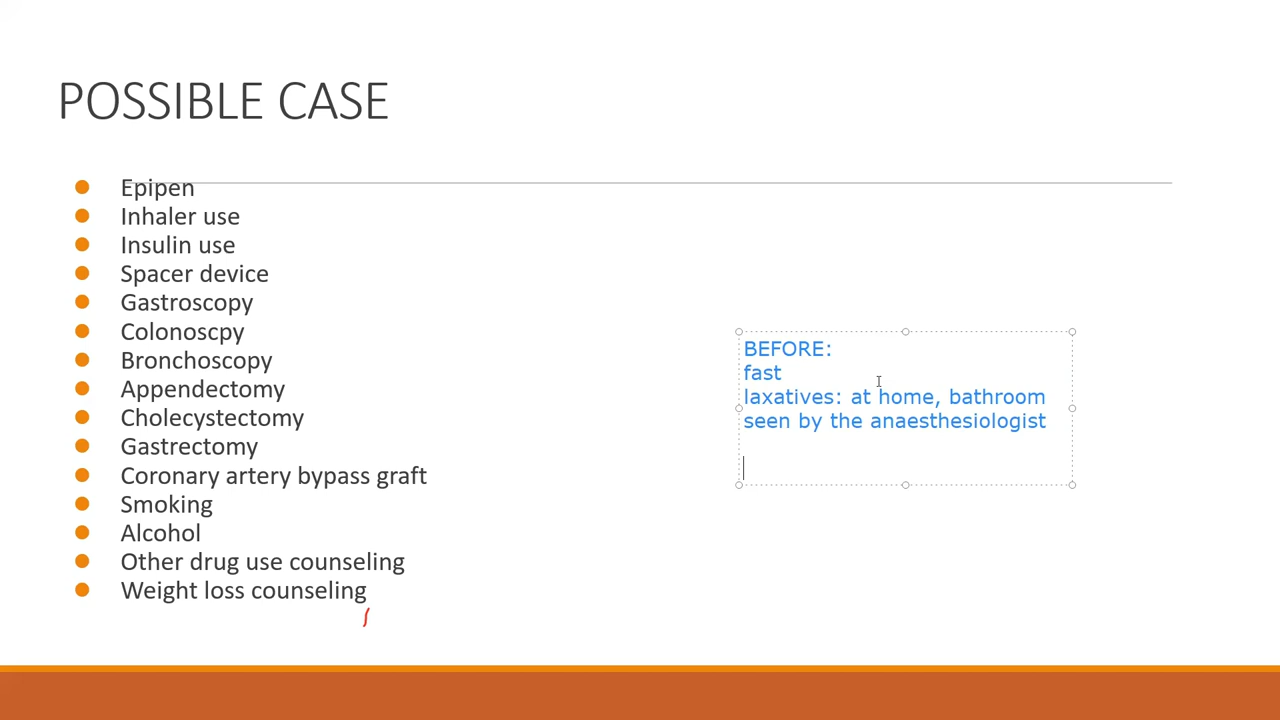 POSSIBLE CASE
Epipen
Inhaler use
Insulin use
Spacer device
Gastroscopy
Colonoscpy
Bronchoscopy
Appendectomy
Cholecystectomy
Gastrectomy
Coronary artery bypass graft
Smoking
Alcohol
Other drug use counseling
Weight loss counseling
BEFORE:
fast
laxatives: at home, bathroom
seen by the anaesthesiologist